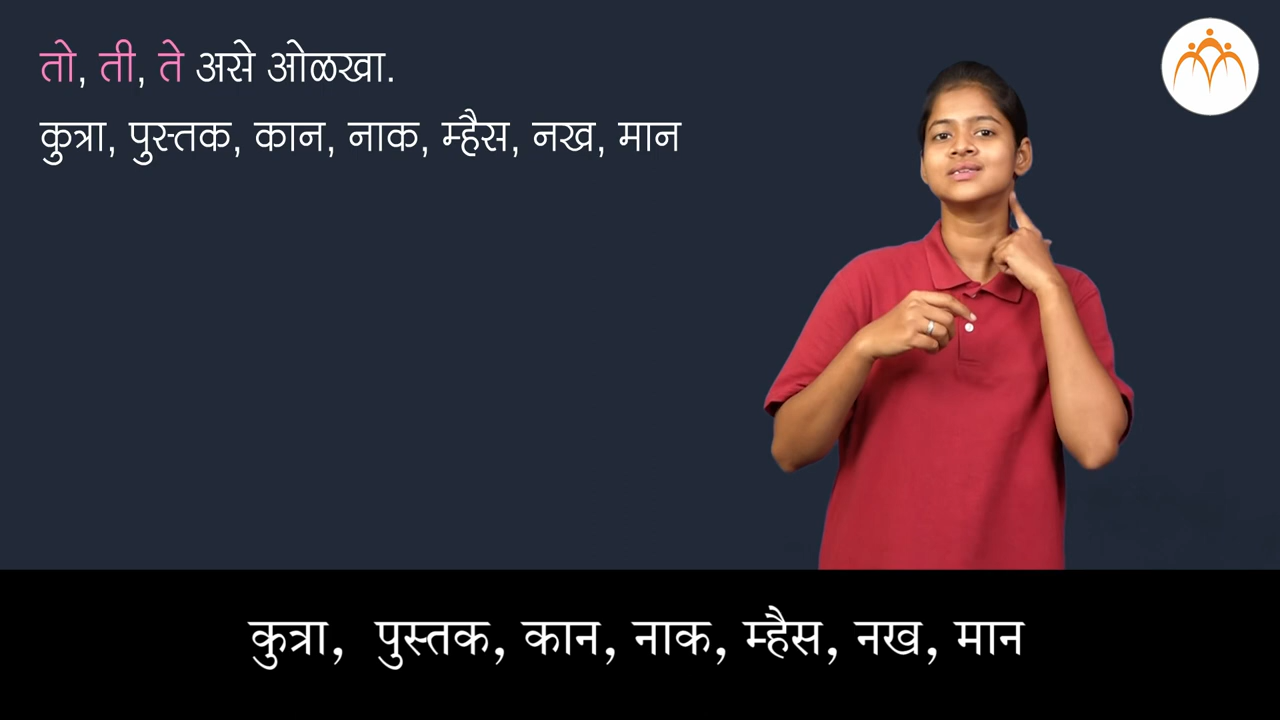 तो, ती, ते असे ओळखा.
कुत्रा, पुस्तक, कान, नाक, म्हैस, नख, मान
कुत्रा, पुस्तक, कान, नाक, म्हैस, नख, मान